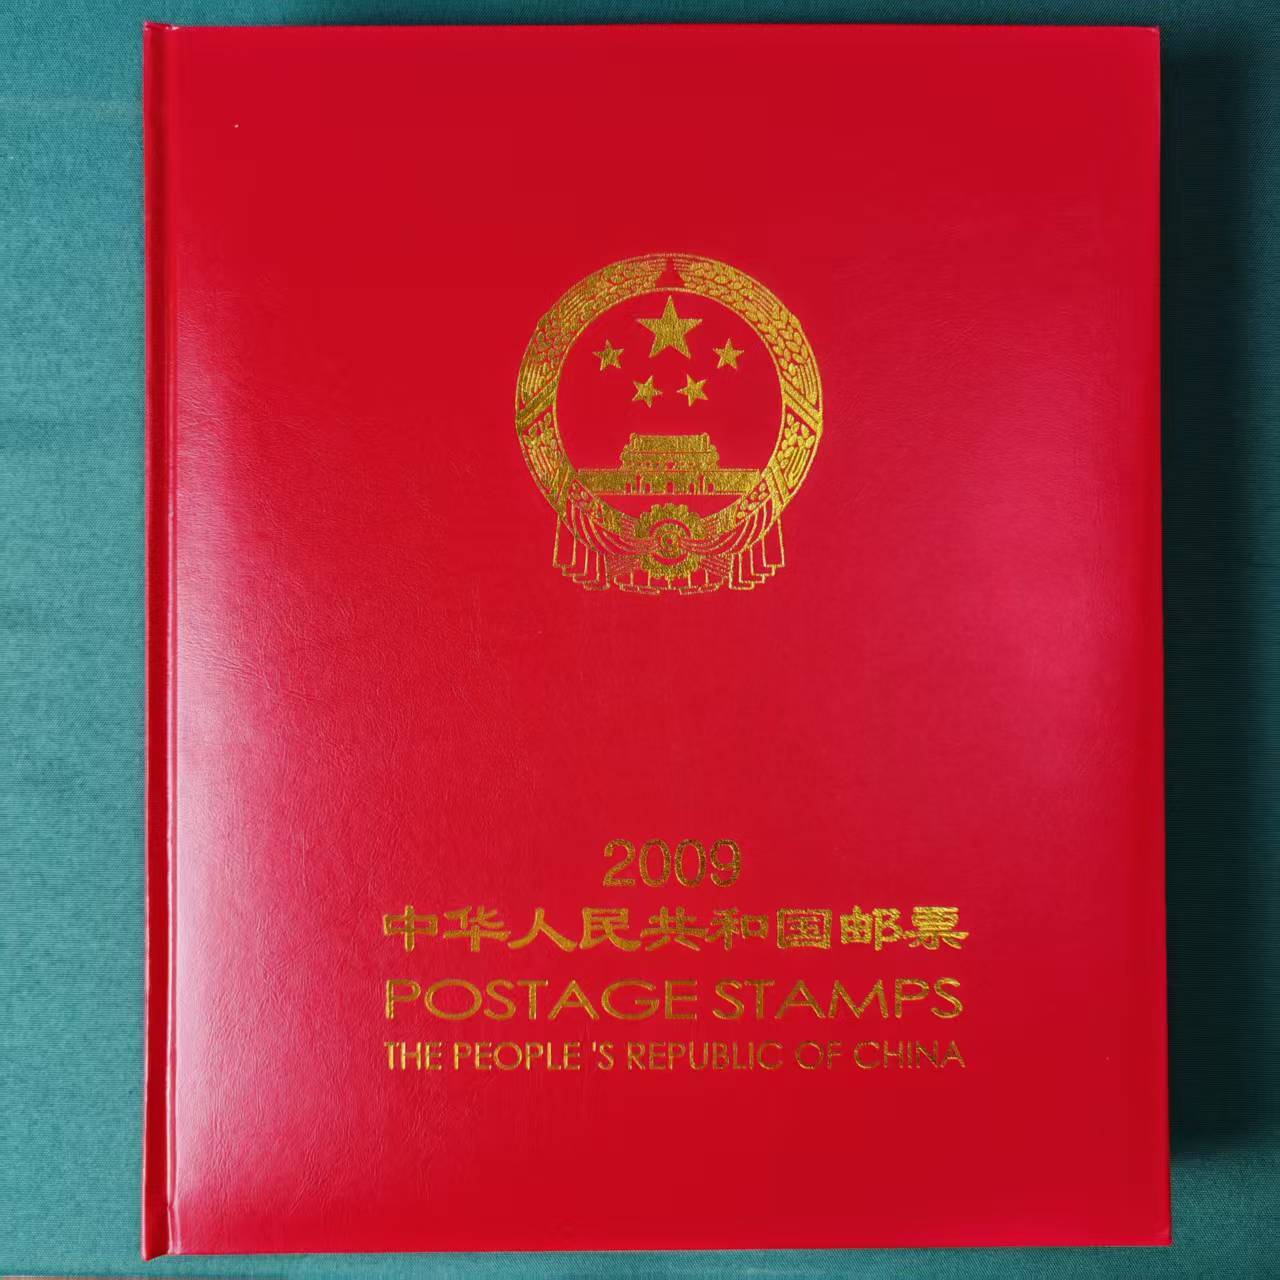 2009
中华人民共和国邮票
POSTAGE STAMPS
THE PEOPLE 'S REPUBLIC OF CHINA